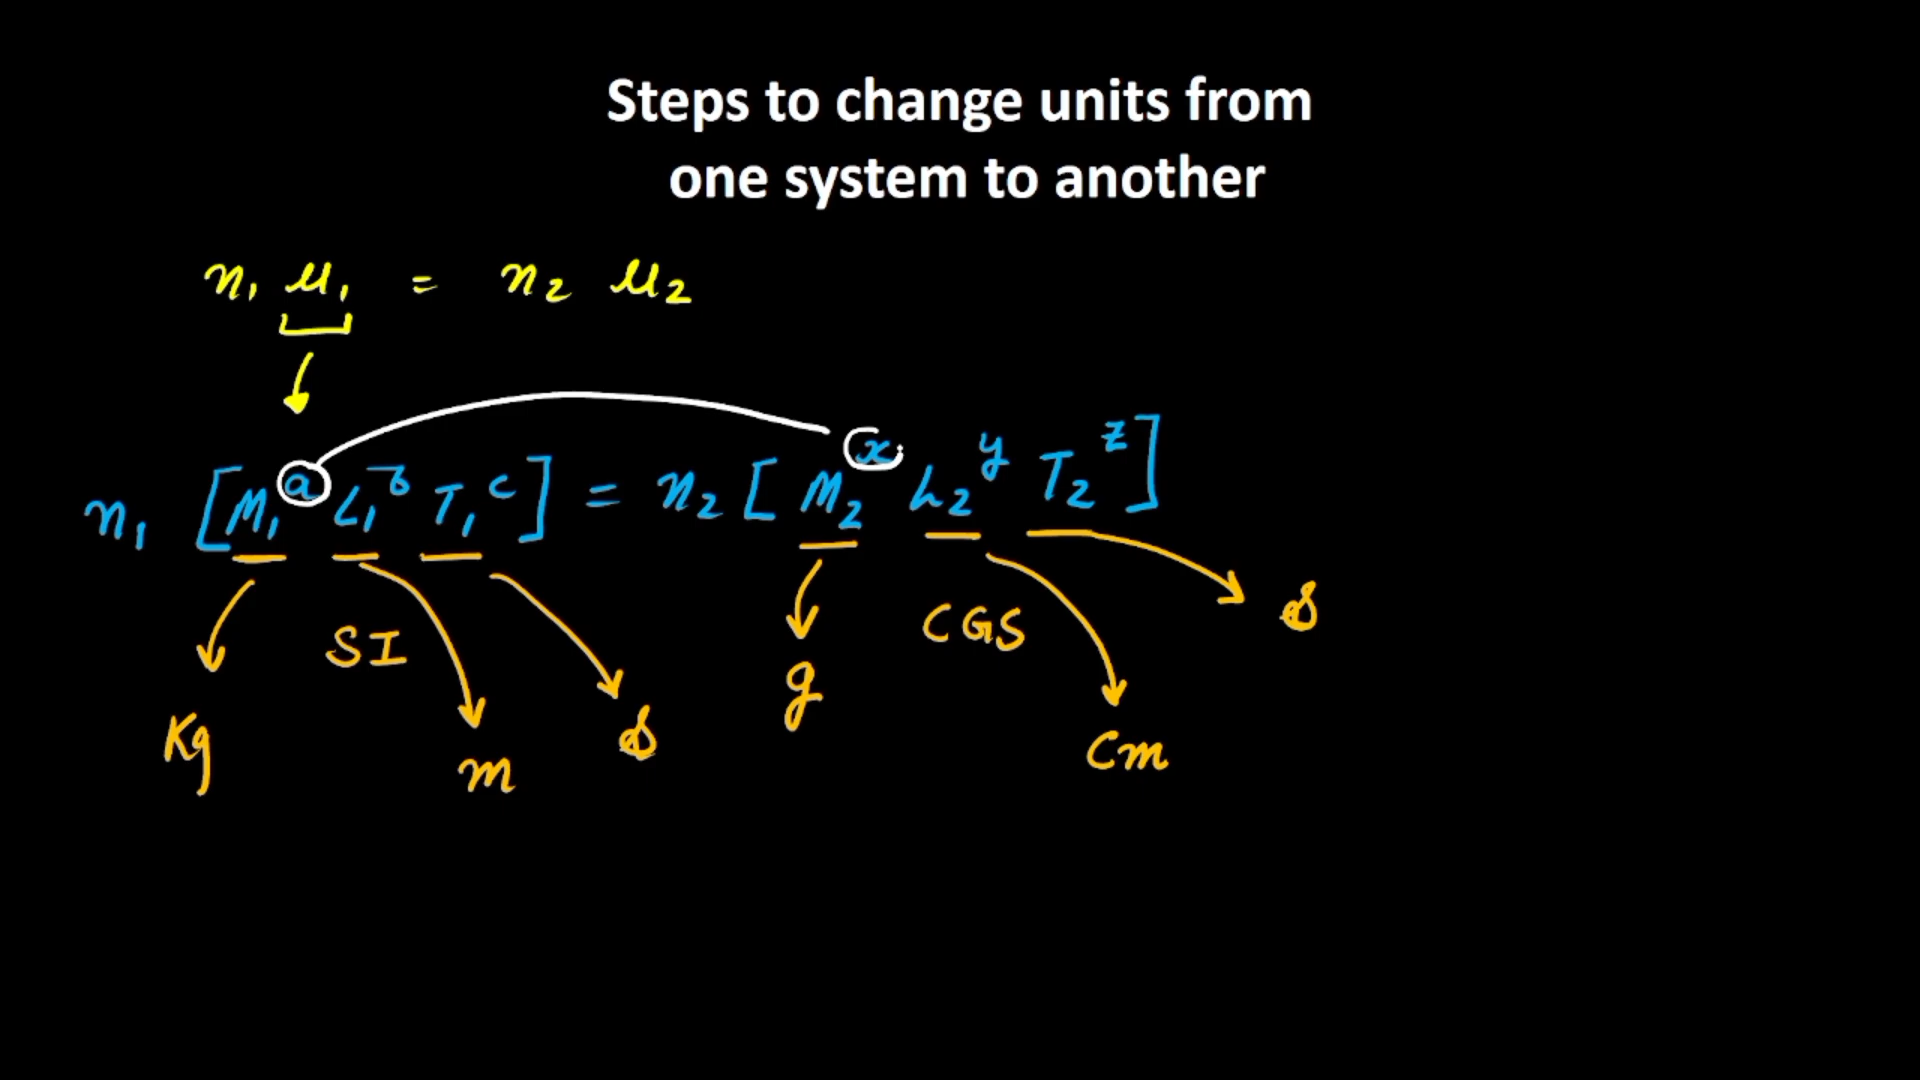 Steps to change units from
one system to another
n₁ u₁ = n₂ u₂
n₁ [M₁ᵃ L₁ᵇ T₁ᶜ] = n₂ [M₂ˣ L₂ʸ T₂ᶻ]
SI CGS s
Kg m s g cm